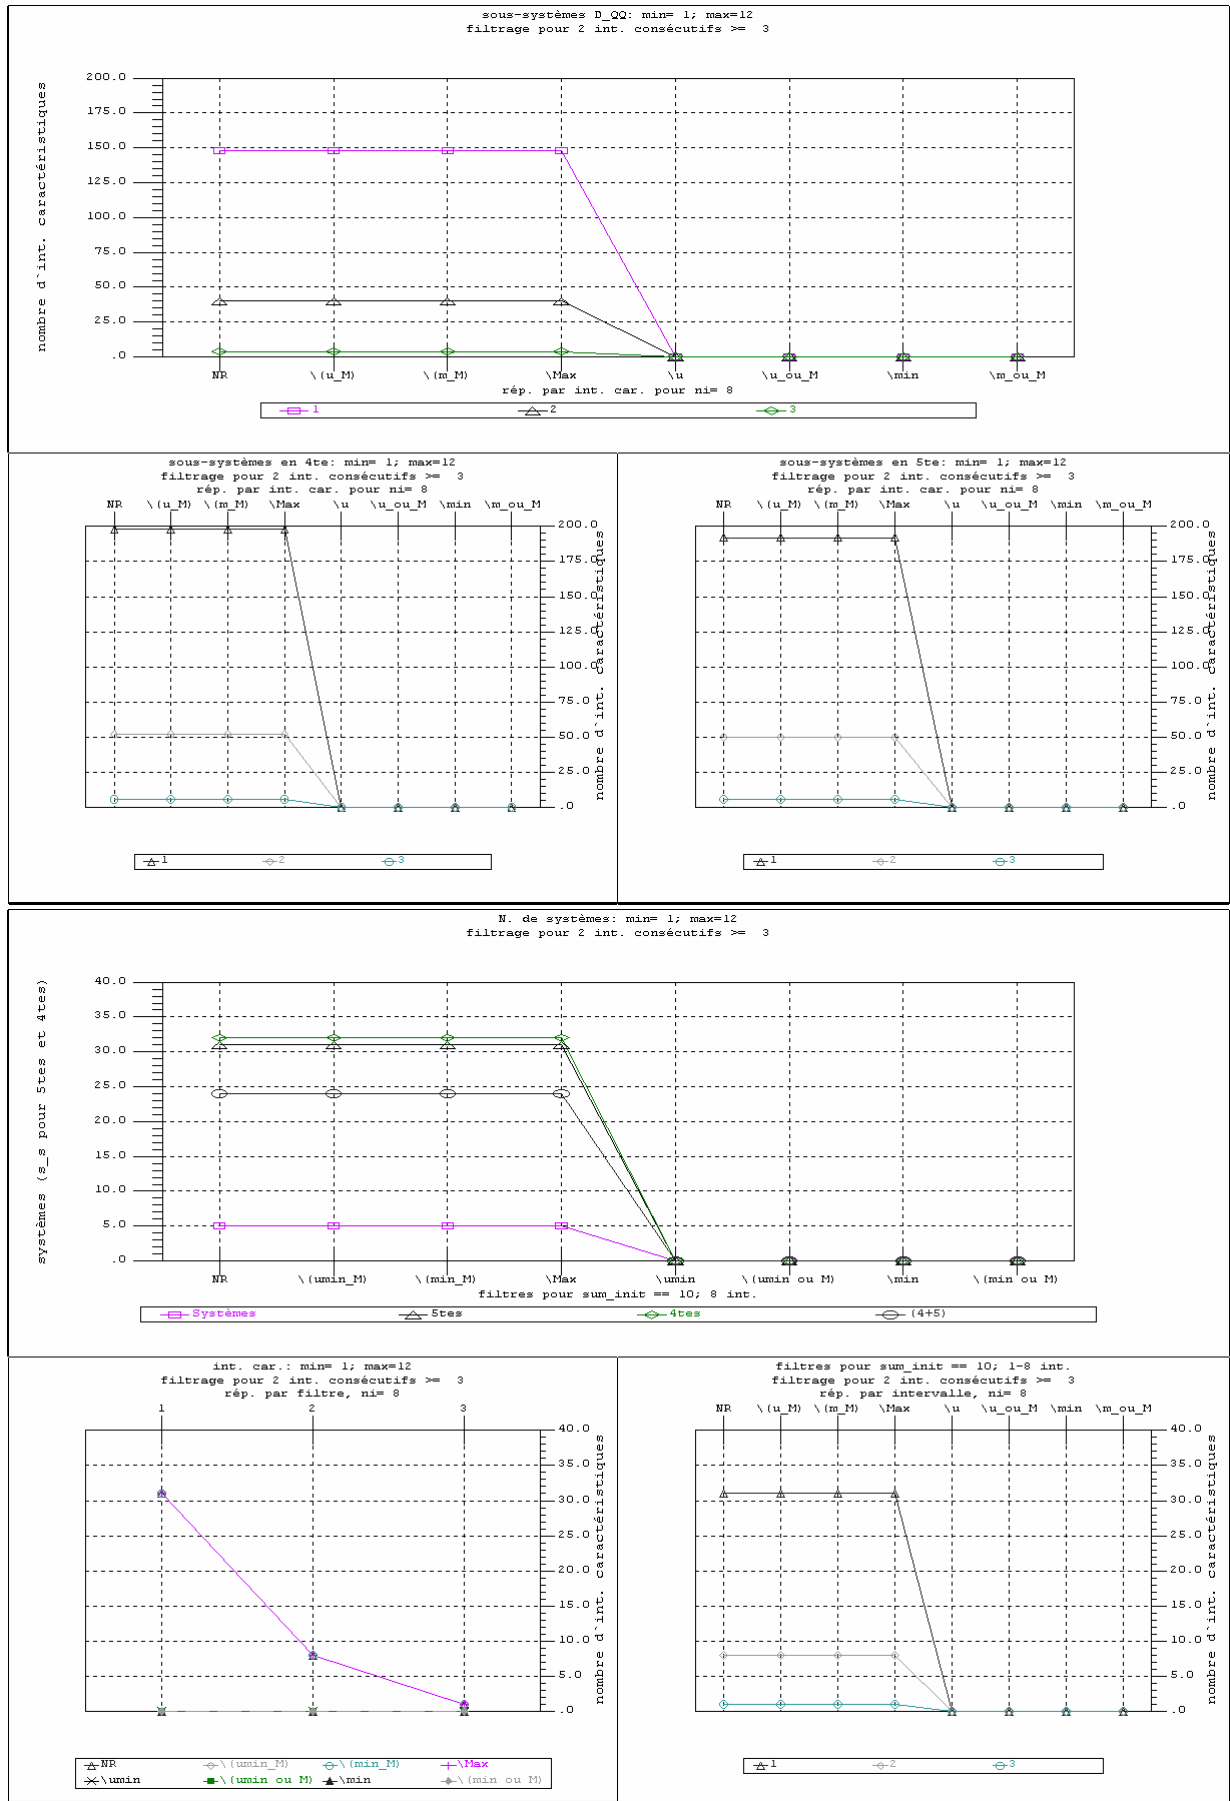 sous-systèmes D_QQ: min= 1; max=12
filtrage pour 2 int. consécutifs >=  3
nombre d`int. caractéristiques
200.0
175.0
150.0
125.0
100.0
75.0
50.0
25.0
.0
NR \(u_M) \(m_M) \Max \u \u_ou_M \min \m_ou_M
rép. par int. car. pour ni= 8
1 2 3
sous-systèmes en 4te: min= 1; max=12
filtrage pour 2 int. consécutifs >=  3
rép. par int. car. pour ni= 8
NR \(u_M) \(m_M) \Max \u \u_ou_M \min \m_ou_M
200.0
175.0
150.0
125.0
100.0
75.0
50.0
25.0
.0
nombre d`int. caractéristiques
1 2 3
sous-systèmes en 5te: min= 1; max=12
filtrage pour 2 int. consécutifs >=  3
rép. par int. car. pour ni= 8
NR \(u_M) \(m_M) \Max \u \u_ou_M \min \m_ou_M
200.0
175.0
150.0
125.0
100.0
75.0
50.0
25.0
.0
nombre d`int. caractéristiques
1 2 3
N. de systèmes: min= 1; max=12
filtrage pour 2 int. consécutifs >=  3
systèmes (s_s pour 5tes et 4tes)
40.0
35.0
30.0
25.0
20.0
15.0
10.0
5.0
.0
NR \(umin_M) \(min_M) \Max \umin \(umin ou M) \min \(min ou M)
filtres pour sum_init == 10; 8 int.
Systèmes 5tes 4tes (4+5)
int. car.: min= 1; max=12
filtrage pour 2 int. consécutifs >=  3
rép. par filtre, ni= 8
1 2 3
40.0
35.0
30.0
25.0
20.0
15.0
10.0
5.0
.0
nombre d`int. caractéristiques
NR \(umin_M) \(min_M) \Max
\umin \(umin ou M) \min \(min ou M)
filtres pour sum_init == 10; 1-8 int.
filtrage pour 2 int. consécutifs >=  3
rép. par intervalle, ni= 8
NR \(u_M) \(m_M) \Max \u \u_ou_M \min \m_ou_M
40.0
35.0
30.0
25.0
20.0
15.0
10.0
5.0
.0
nombre d`int. caractéristiques
1 2 3